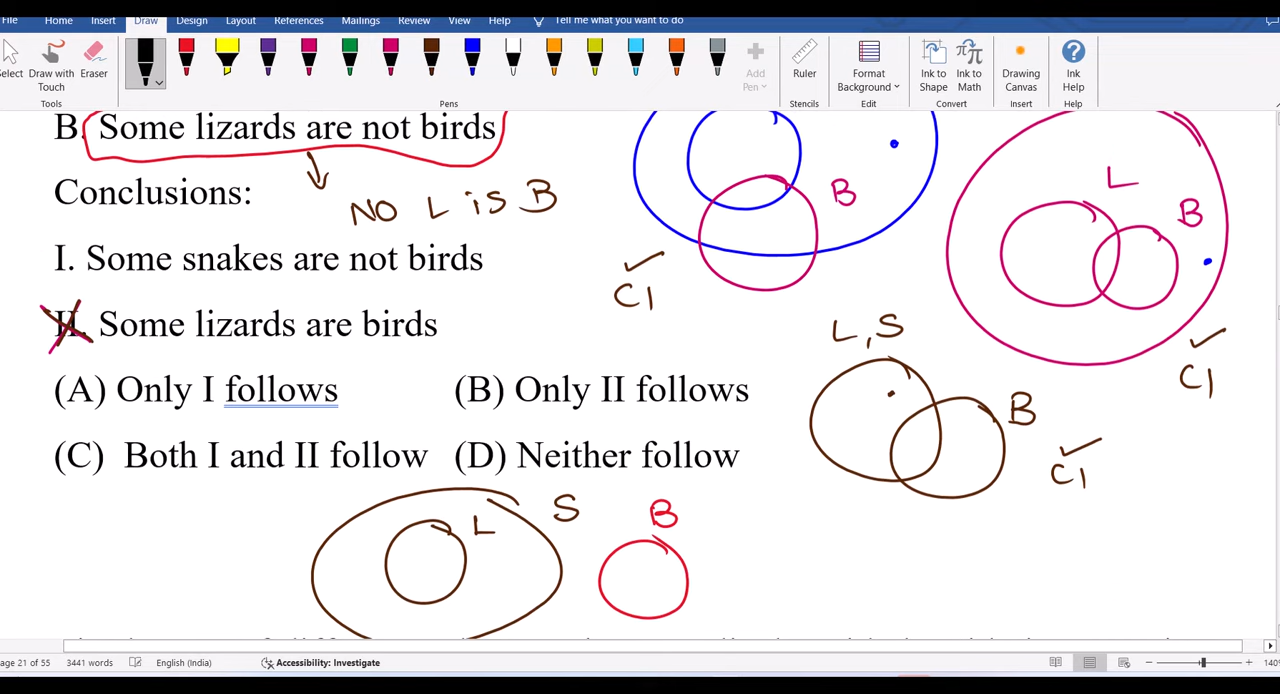 File Home Insert Draw Design Layout References Mailings Review View Help Tell me what you want to do
Select Draw with Touch Eraser Add Pen Ruler Format Background Ink to Shape Ink to Math Drawing Canvas Ink Help
Tools Pens Stencils Edit Convert Insert Help
B. Some lizards are not birds
Conclusions:
NO L is B
I. Some snakes are not birds
II. Some lizards are birds
(A) Only I follows (B) Only II follows
(C) Both I and II follow (D) Neither follow
B
C1
L
B
C1
L,S
B
C1
L
S
B
age 21 of 55 3441 words English (India) Accessibility: Investigate 140